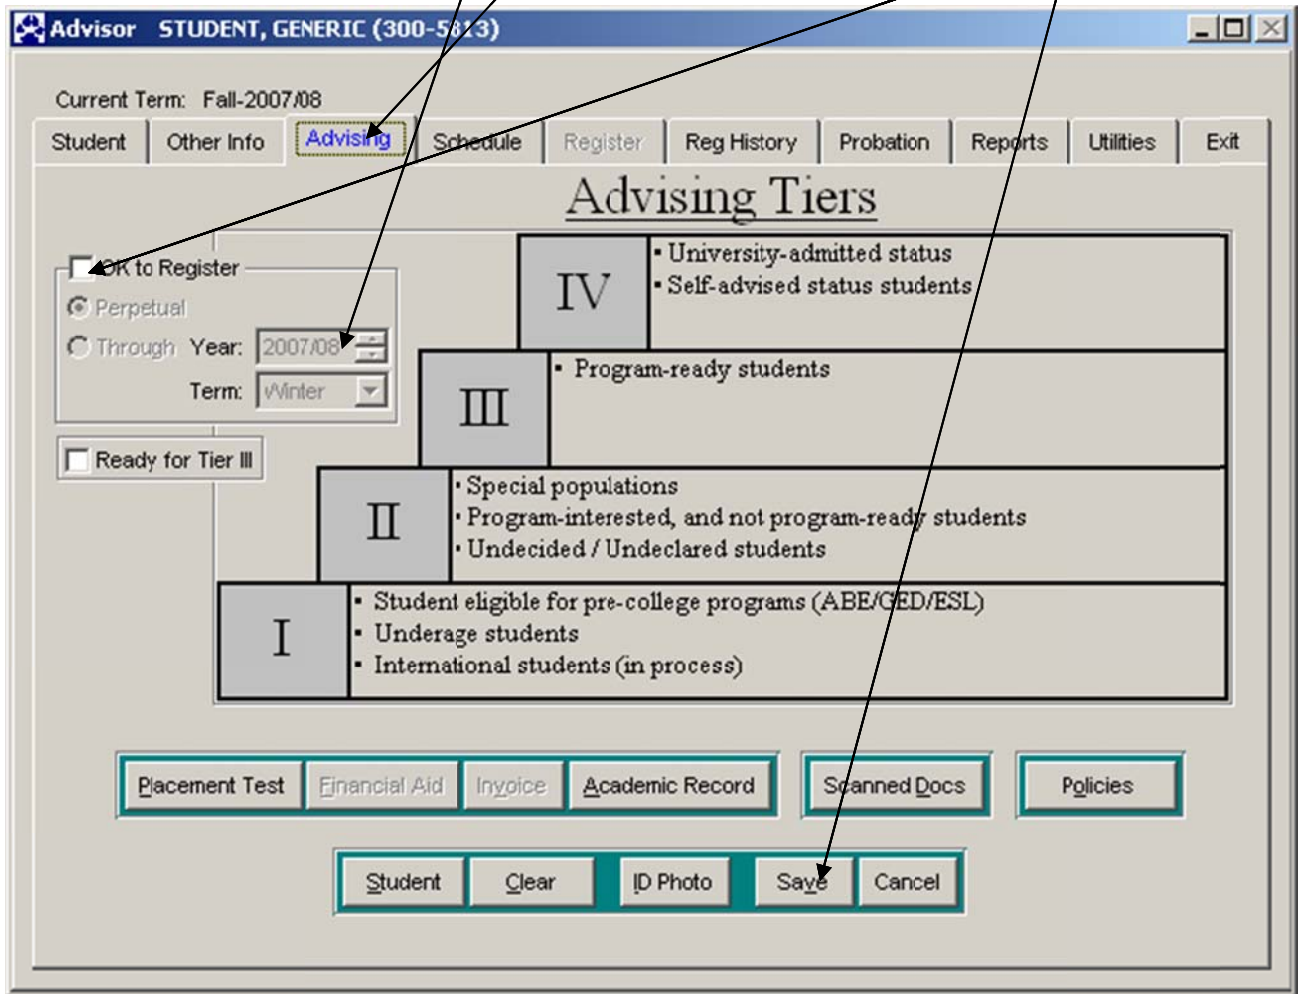 Advisor STUDENT, GENERIC (300-5813)
Current Term: Fall-2007/08
Student Other Info Advising Schedule Register Reg History Probation Reports Utilities Exit
Advising Tiers
OK to Register
Perpetual
Through Year: 2007/08
Term: Winter
Ready for Tier III
IV
▪ University-admitted status
▪ Self-advised status students
III
▪ Program-ready students
II
▪ Special populations
▪ Program-interested, and not program-ready students
▪ Undecided / Undeclared students
I
▪ Student eligible for pre-college programs (ABE/GED/ESL)
▪ Underage students
▪ International students (in process)
Placement Test Financial Aid Invoice Academic Record Scanned Docs Policies
Student Clear ID Photo Save Cancel